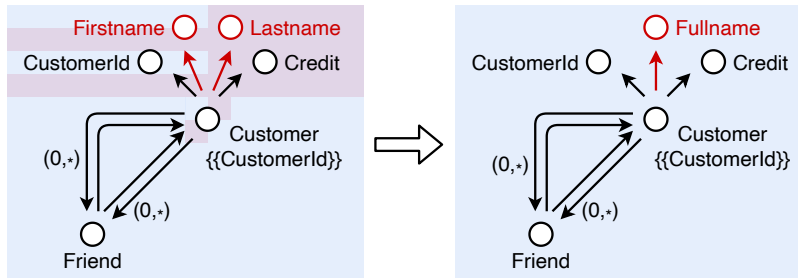 Firstname
Lastname
CustomerId
Credit
Customer
{{CustomerId}}
(0,*)
(0,*)
Friend
Fullname
CustomerId
Credit
Customer
{{CustomerId}}
(0,*)
(0,*)
Friend